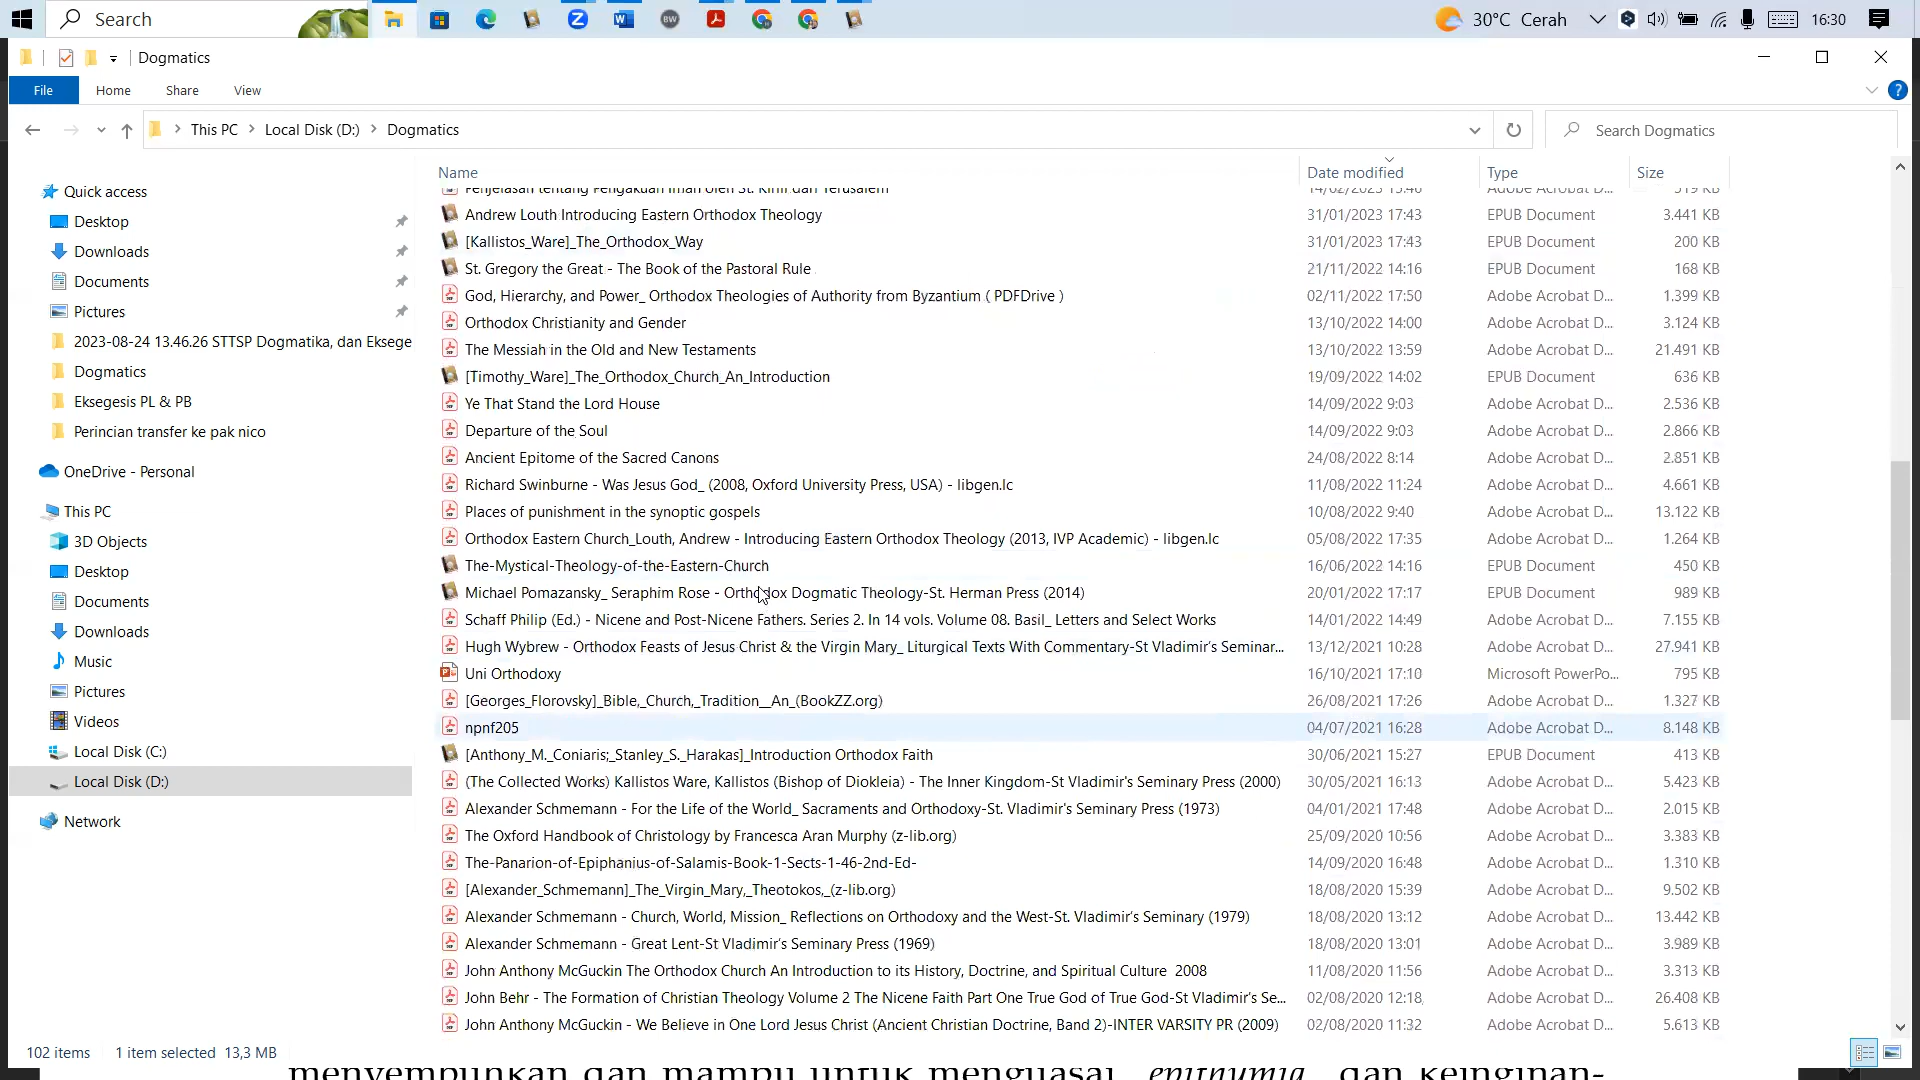 Search
30°C Cerah
16:30
Dogmatics
File
Home
Share
View
This PC
Local Disk (D:)
Dogmatics
Search Dogmatics
Name
Date modified
Type
Size
Quick access
Desktop
Downloads
Documents
Pictures
2023-08-24 13.46.26 STTSP Dogmatika, dan Eksege
Dogmatics
Eksegesis PL & PB
Perincian transfer ke pak nico
OneDrive - Personal
This PC
3D Objects
Desktop
Documents
Downloads
Music
Pictures
Videos
Local Disk (C:)
Local Disk (D:)
Network
Penjelasan tentang Pengakuan Iman oleh St. Kiril dari Yerusalem 14/02/2023 15:46 Adobe Acrobat D... 519 KB
Andrew Louth Introducing Eastern Orthodox Theology 31/01/2023 17:43 EPUB Document 3.441 KB
[Kallistos_Ware]_The_Orthodox_Way 31/01/2023 17:43 EPUB Document 200 KB
St. Gregory the Great - The Book of the Pastoral Rule 21/11/2022 14:16 EPUB Document 168 KB
God, Hierarchy, and Power_ Orthodox Theologies of Authority from Byzantium ( PDFDrive ) 02/11/2022 17:50 Adobe Acrobat D... 1.399 KB
Orthodox Christianity and Gender 13/10/2022 14:00 Adobe Acrobat D... 3.124 KB
The Messiah in the Old and New Testaments 13/10/2022 13:59 Adobe Acrobat D... 21.491 KB
[Timothy_Ware]_The_Orthodox_Church_An_Introduction 19/09/2022 14:02 EPUB Document 636 KB
Ye That Stand the Lord House 14/09/2022 9:03 Adobe Acrobat D... 2.536 KB
Departure of the Soul 14/09/2022 9:03 Adobe Acrobat D... 2.866 KB
Ancient Epitome of the Sacred Canons 24/08/2022 8:14 Adobe Acrobat D... 2.851 KB
Richard Swinburne - Was Jesus God_ (2008, Oxford University Press, USA) - libgen.lc 11/08/2022 11:24 Adobe Acrobat D... 4.661 KB
Places of punishment in the synoptic gospels 10/08/2022 9:40 Adobe Acrobat D... 13.122 KB
Orthodox Eastern Church_Louth, Andrew - Introducing Eastern Orthodox Theology (2013, IVP Academic) - libgen.lc 05/08/2022 17:35 Adobe Acrobat D... 1.264 KB
The-Mystical-Theology-of-the-Eastern-Church 16/06/2022 14:16 EPUB Document 450 KB
Michael Pomazansky_ Seraphim Rose - Orthodox Dogmatic Theology-St. Herman Press (2014) 20/01/2022 17:17 EPUB Document 989 KB
Schaff Philip (Ed.) - Nicene and Post-Nicene Fathers. Series 2. In 14 vols. Volume 08. Basil_ Letters and Select Works 14/01/2022 14:49 Adobe Acrobat D... 7.155 KB
Hugh Wybrew - Orthodox Feasts of Jesus Christ & the Virgin Mary_ Liturgical Texts With Commentary-St Vladimir's Seminar... 13/12/2021 10:28 Adobe Acrobat D... 27.941 KB
Uni Orthodoxy 16/10/2021 17:10 Microsoft PowerPo... 795 KB
[Georges_Florovsky]_Bible,_Church,_Tradition__An_(BookZZ.org) 26/08/2021 17:26 Adobe Acrobat D... 1.327 KB
npnf205 04/07/2021 16:28 Adobe Acrobat D... 8.148 KB
[Anthony_M._Coniaris;_Stanley_S._Harakas]_Introduction Orthodox Faith 30/06/2021 15:27 EPUB Document 413 KB
(The Collected Works) Kallistos Ware, Kallistos (Bishop of Diokleia) - The Inner Kingdom-St Vladimir's Seminary Press (2000) 30/05/2021 16:13 Adobe Acrobat D... 5.423 KB
Alexander Schmemann - For the Life of the World_ Sacraments and Orthodoxy-St. Vladimir's Seminary Press (1973) 04/01/2021 17:48 Adobe Acrobat D... 2.015 KB
The Oxford Handbook of Christology by Francesca Aran Murphy (z-lib.org) 25/09/2020 10:56 Adobe Acrobat D... 3.383 KB
The-Panarion-of-Epiphanius-of-Salamis-Book-1-Sects-1-46-2nd-Ed- 14/09/2020 16:48 Adobe Acrobat D... 1.310 KB
[Alexander_Schmemann]_The_Virgin_Mary,_Theotokos,_(z-lib.org) 18/08/2020 15:39 Adobe Acrobat D... 9.502 KB
Alexander Schmemann - Church, World, Mission_ Reflections on Orthodoxy and the West-St. Vladimir's Seminary (1979) 18/08/2020 13:12 Adobe Acrobat D... 13.442 KB
Alexander Schmemann - Great Lent-St Vladimir's Seminary Press (1969) 18/08/2020 13:01 Adobe Acrobat D... 3.989 KB
John Anthony McGuckin The Orthodox Church An Introduction to its History, Doctrine, and Spiritual Culture 2008 11/08/2020 11:56 Adobe Acrobat D... 3.313 KB
John Behr - The Formation of Christian Theology Volume 2 The Nicene Faith Part One True God of True God-St Vladimir's Se... 02/08/2020 12:18 Adobe Acrobat D... 26.408 KB
John Anthony McGuckin - We Believe in One Lord Jesus Christ (Ancient Christian Doctrine, Band 2)-INTER VARSITY PR (2009) 02/08/2020 11:32 Adobe Acrobat D... 5.613 KB
102 items 1 item selected 13,3 MB
dan mampu untuk menguasai epithumia dan keinginan-